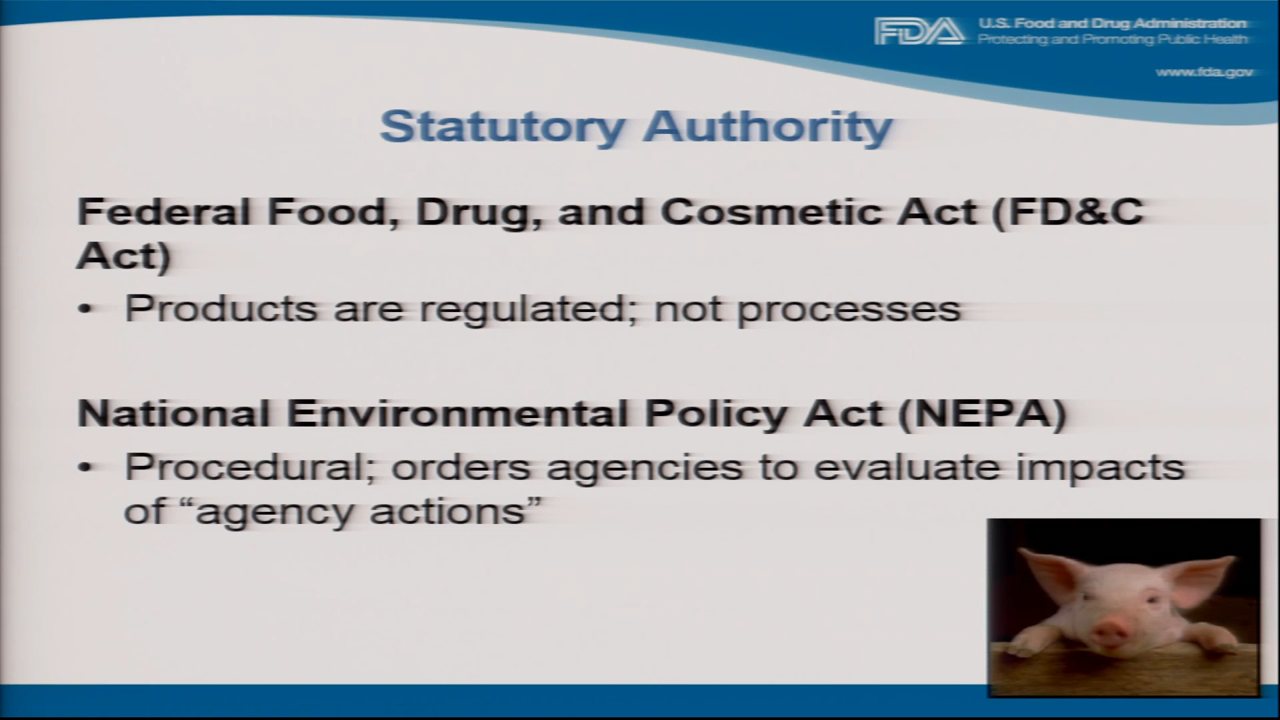 FDA
U.S. Food and Drug Administration
Protecting and Promoting Public Health
www.fda.gov
Statutory Authority
Federal Food, Drug, and Cosmetic Act (FD&C
Act)
• Products are regulated; not processes
National Environmental Policy Act (NEPA)
• Procedural; orders agencies to evaluate impacts
of “agency actions”